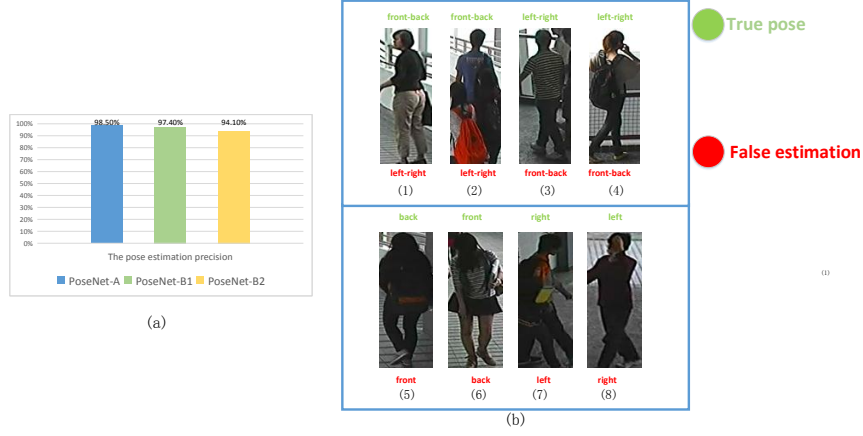 100%
90%
80%
70%
60%
50%
40%
30%
20%
10%
0%
98.50% 97.40% 94.10%
The pose estimation precision
PoseNet-A PoseNet-B1 PoseNet-B2
(a)
front-back front-back left-right left-right
left-right left-right front-back front-back
(1) (2) (3) (4)
back front right left
front back left right
(5) (6) (7) (8)
(b)
True pose
False estimation
(1)